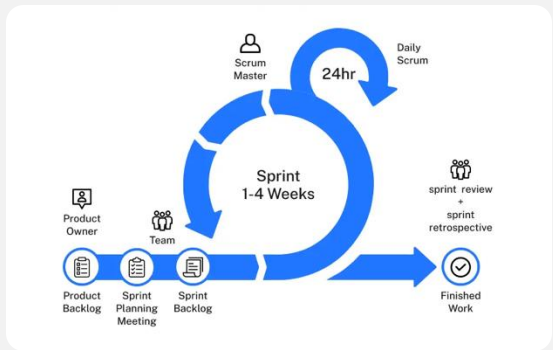 Scrum
Master
24hr
Daily
Scrum
Sprint
1-4 Weeks
Product
Owner
Team
sprint review
+
sprint
retrospective
Product
Backlog
Sprint
Planning
Meeting
Sprint
Backlog
Finished
Work